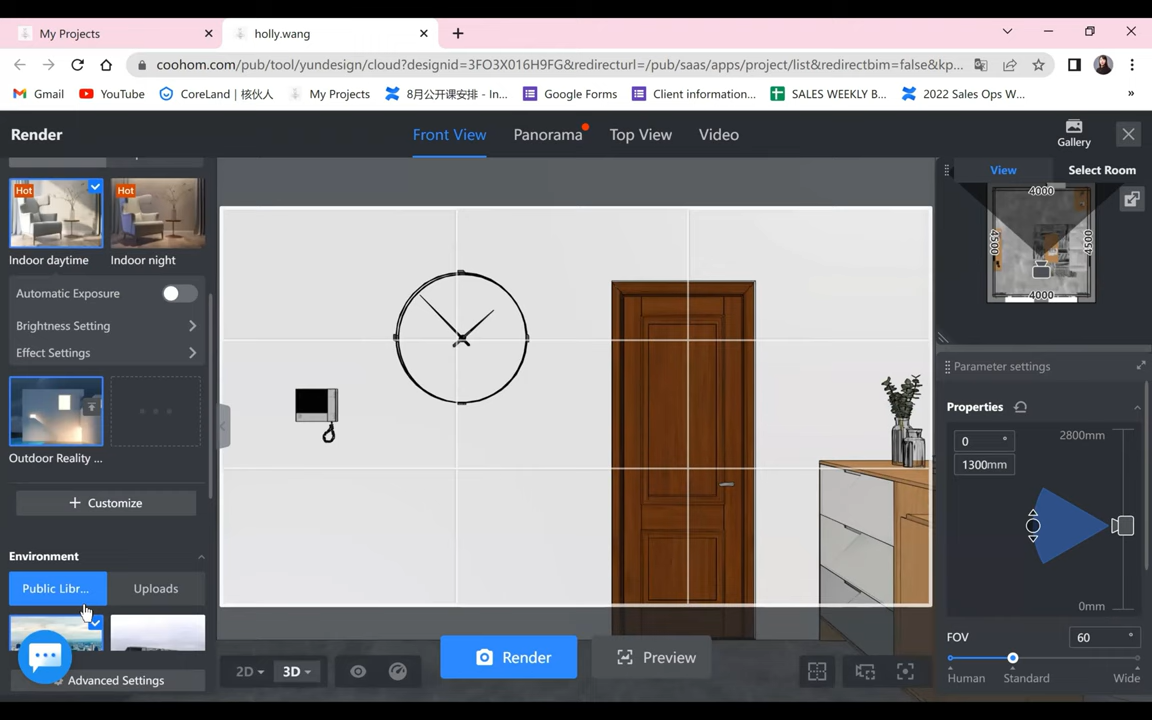 My Projects
holly.wang
coohom.com/pub/tool/yundesign/cloud?designid=3FO3X016H9FG&redirecturl=/pub/saas/apps/project/list&redirectbim=false&kp...
Gmail
YouTube
CoreLand | 核伙人
My Projects
8月公开课安排 - In...
Google Forms
Client information...
SALES WEEKLY B...
2022 Sales Ops W...
»
Render
Front View
Panorama
Top View
Video
Gallery
View
Select Room
Hot
Hot
4000
4500
4500
4000
Indoor daytime
Indoor night
Automatic Exposure
Brightness Setting
Effect Settings
Outdoor Reality ...
Customize
Environment
Public Libr...
Uploads
Advanced Settings
2D
3D
Render
Preview
Parameter settings
Properties
0 °
1300mm
2800mm
0mm
FOV
60 °
Human
Standard
Wide